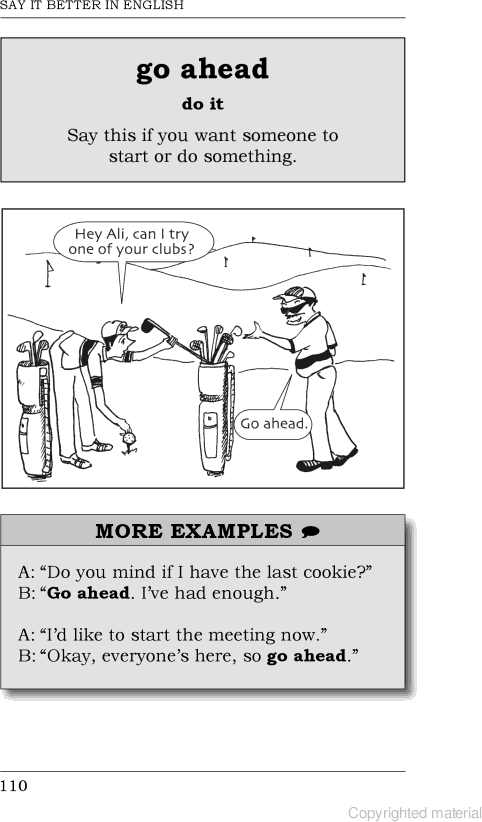 SAY IT BETTER IN ENGLISH
go ahead
do it
Say this if you want someone to
start or do something.
Hey Ali, can I try
one of your clubs?
Go ahead.
MORE EXAMPLES
A: “Do you mind if I have the last cookie?”
B: “Go ahead. I’ve had enough.”
A: “I’d like to start the meeting now.”
B: “Okay, everyone’s here, so go ahead.”
110
Copyrighted material